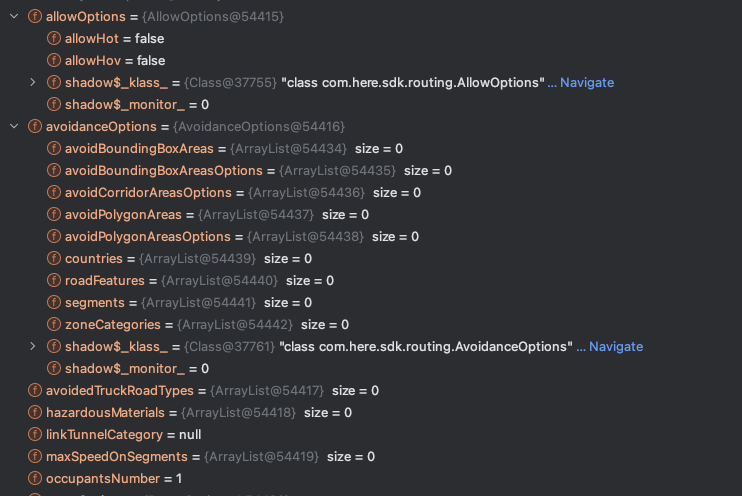 allowOptions = {AllowOptions@54415}
allowHot = false
allowHov = false
shadow$_klass_ = {Class@37755} "class com.here.sdk.routing.AllowOptions" ... Navigate
shadow$_monitor_ = 0
avoidanceOptions = {AvoidanceOptions@54416}
avoidBoundingBoxAreas = {ArrayList@54434} size = 0
avoidBoundingBoxAreasOptions = {ArrayList@54435} size = 0
avoidCorridorAreasOptions = {ArrayList@54436} size = 0
avoidPolygonAreas = {ArrayList@54437} size = 0
avoidPolygonAreasOptions = {ArrayList@54438} size = 0
countries = {ArrayList@54439} size = 0
roadFeatures = {ArrayList@54440} size = 0
segments = {ArrayList@54441} size = 0
zoneCategories = {ArrayList@54442} size = 0
shadow$_klass_ = {Class@37761} "class com.here.sdk.routing.AvoidanceOptions" ... Navigate
shadow$_monitor_ = 0
avoidedTruckRoadTypes = {ArrayList@54417} size = 0
hazardousMaterials = {ArrayList@54418} size = 0
linkTunnelCategory = null
maxSpeedOnSegments = {ArrayList@54419} size = 0
occupantsNumber = 1